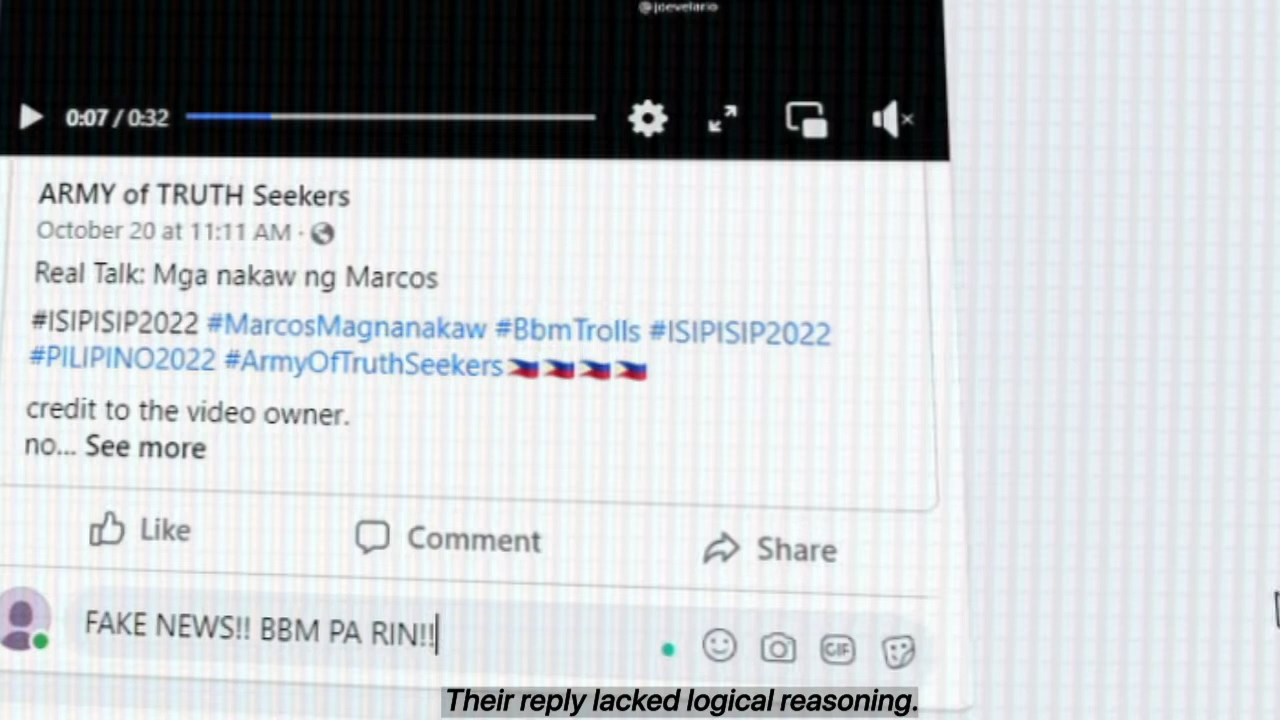 @joevelario
0:07 / 0:32
ARMY of TRUTH Seekers
October 20 at 11:11 AM ·
Real Talk: Mga nakaw ng Marcos
#ISIPISIP2022 #MarcosMagnanakaw #BbmTrolls #ISIPISIP2022
#PILIPINO2022 #ArmyOfTruthSeekers🇵🇭🇵🇭🇵🇭🇵🇭
credit to the video owner.
no... See more
Like Comment Share
FAKE NEWS!! BBM PA RIN!!
GIF
Their reply lacked logical reasoning.